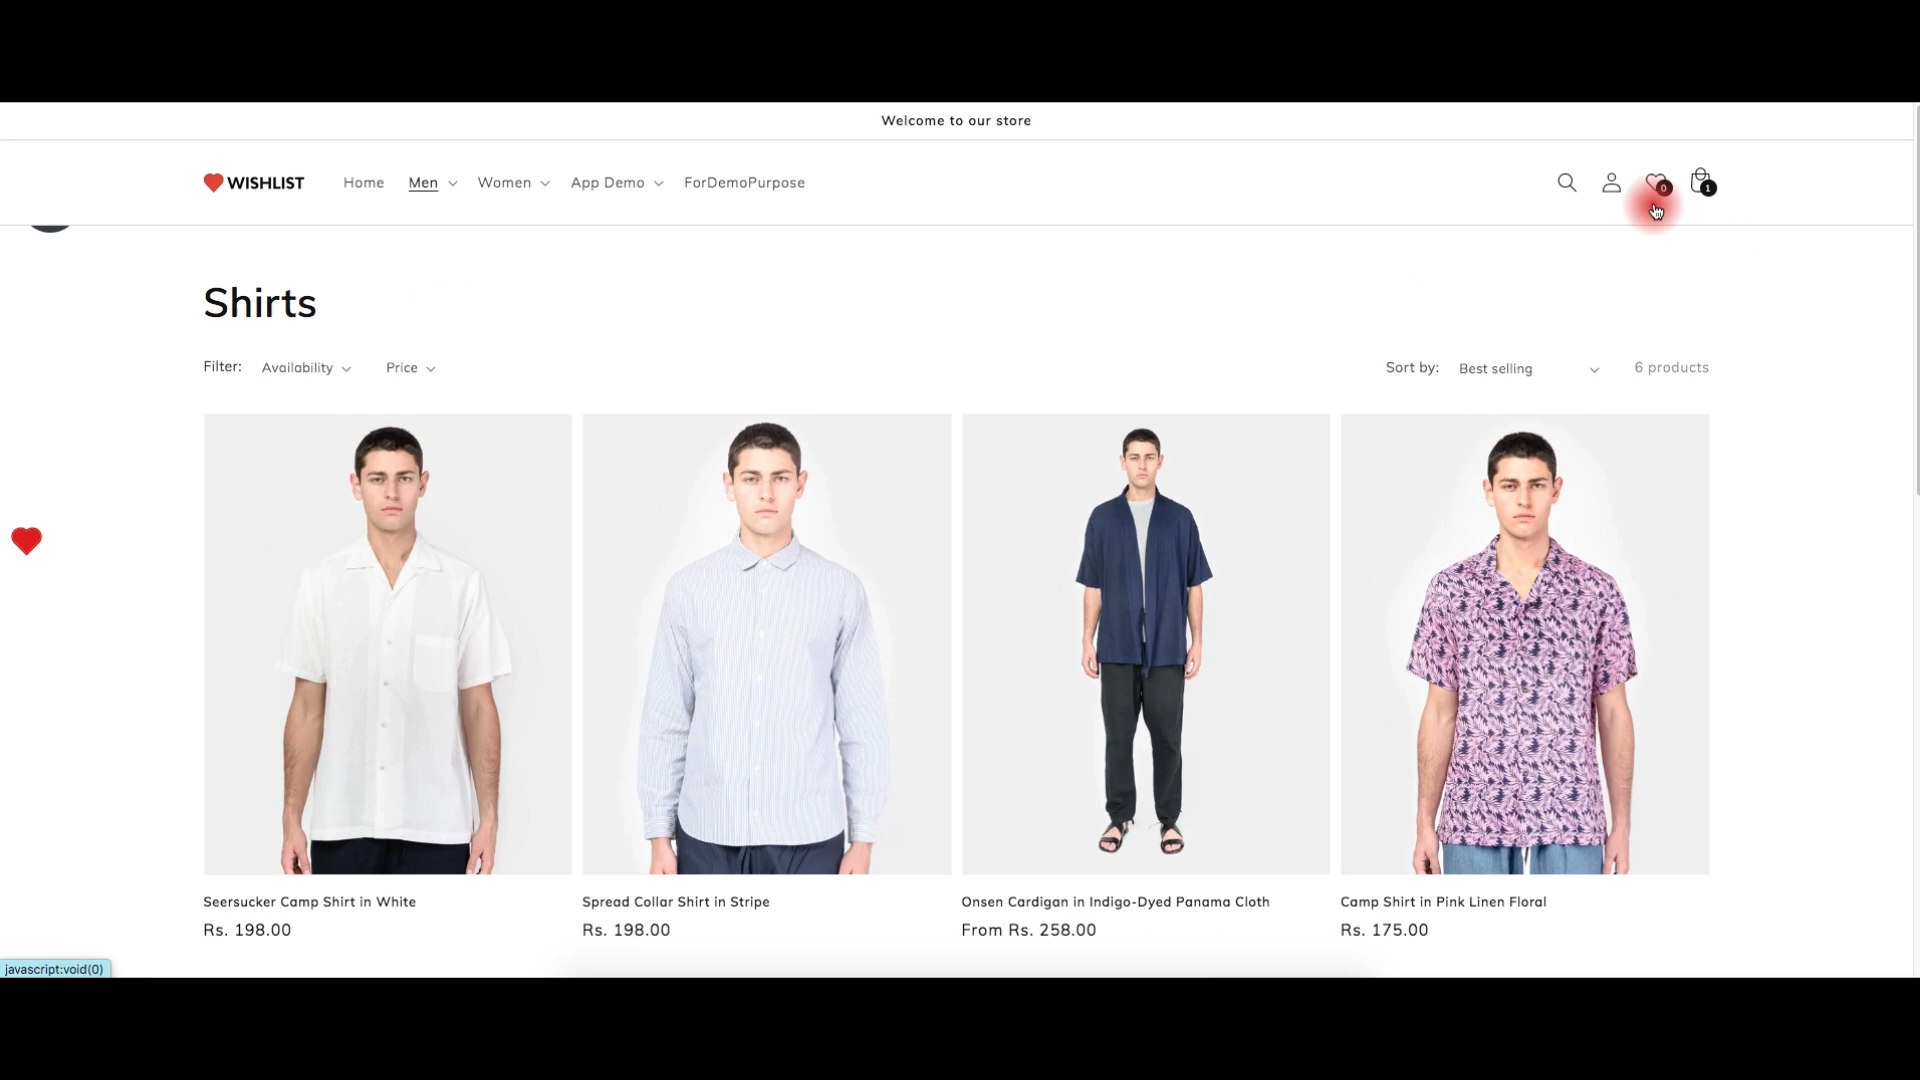 Welcome to our store
WISHLIST Home Men Women App Demo ForDemoPurpose 0 1
Shirts
Filter: Availability Price Sort by: Best selling 6 products
Seersucker Camp Shirt in White
Rs. 198.00
Spread Collar Shirt in Stripe
Rs. 198.00
Onsen Cardigan in Indigo-Dyed Panama Cloth
From Rs. 258.00
Camp Shirt in Pink Linen Floral
Rs. 175.00
javascript:void(0)